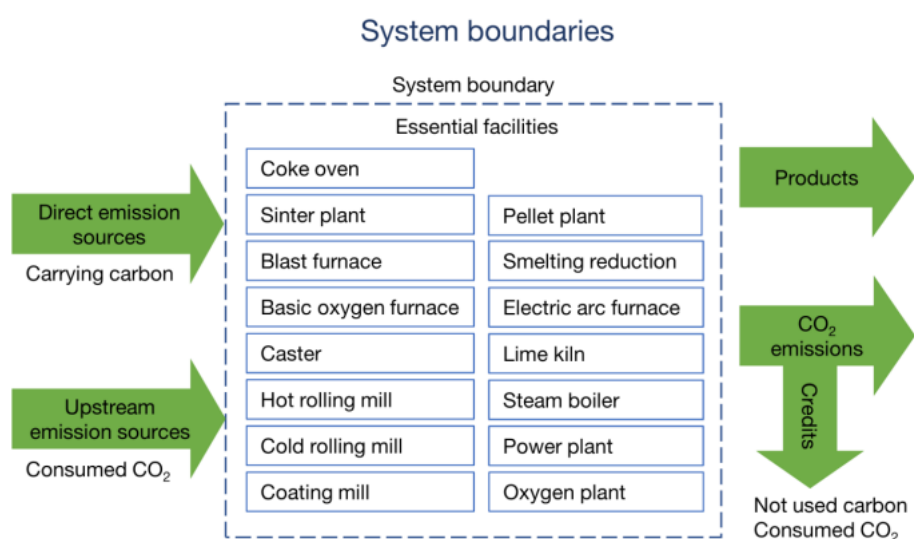 System boundaries
System boundary
Essential facilities
Direct emission
sources
Carrying carbon
Upstream
emission sources
Consumed CO₂
Coke oven
Sinter plant
Blast furnace
Basic oxygen furnace
Caster
Hot rolling mill
Cold rolling mill
Coating mill
Pellet plant
Smelting reduction
Electric arc furnace
Lime kiln
Steam boiler
Power plant
Oxygen plant
Products
CO₂
emissions
Credits
Not used carbon
Consumed CO₂